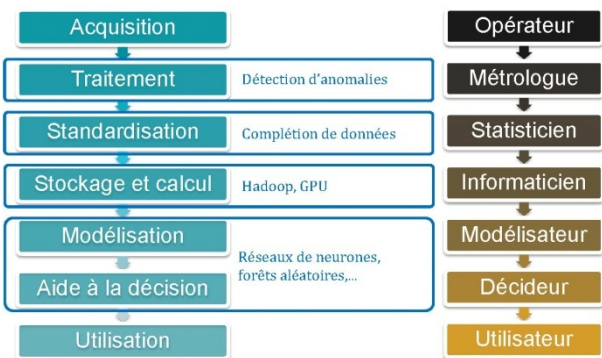 Acquisition
Opérateur
Traitement
Détection d'anomalies
Métrologue
Standardisation
Complétion de données
Statisticien
Stockage et calcul
Hadoop, GPU
Informaticien
Modélisation
Modélisateur
Réseaux de neurones,
forêts aléatoires,...
Aide à la décision
Décideur
Utilisation
Utilisateur